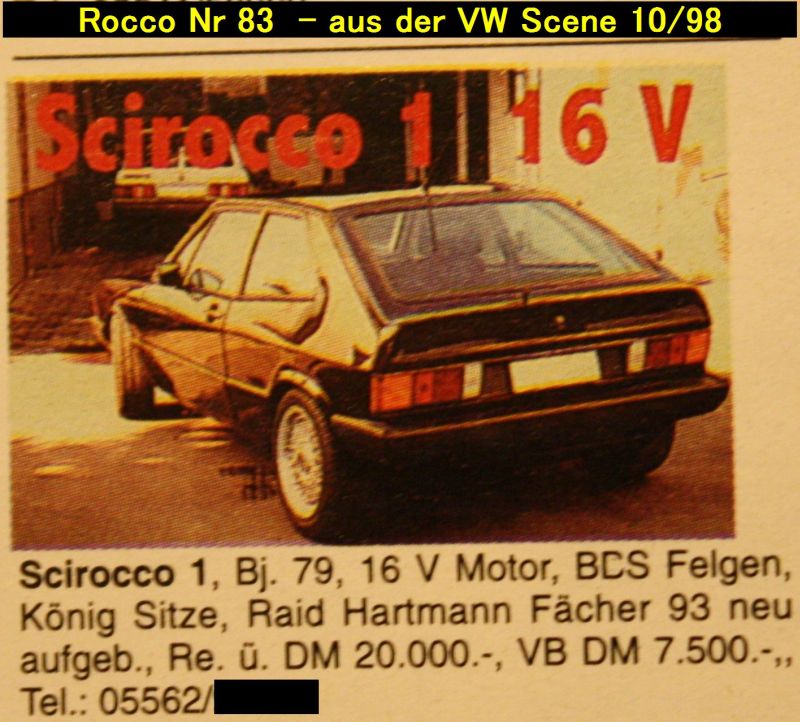 Rocco Nr 83 – aus der VW Scene 10/98
Scirocco 1 16 V
Scirocco 1, Bj. 79, 16 V Motor, BBS Felgen,
König Sitze, Raid Hartmann Fächer 93 neu
aufgeb., Re. ü. DM 20.000.-, VB DM 7.500.-,,
Tel.: 05562/